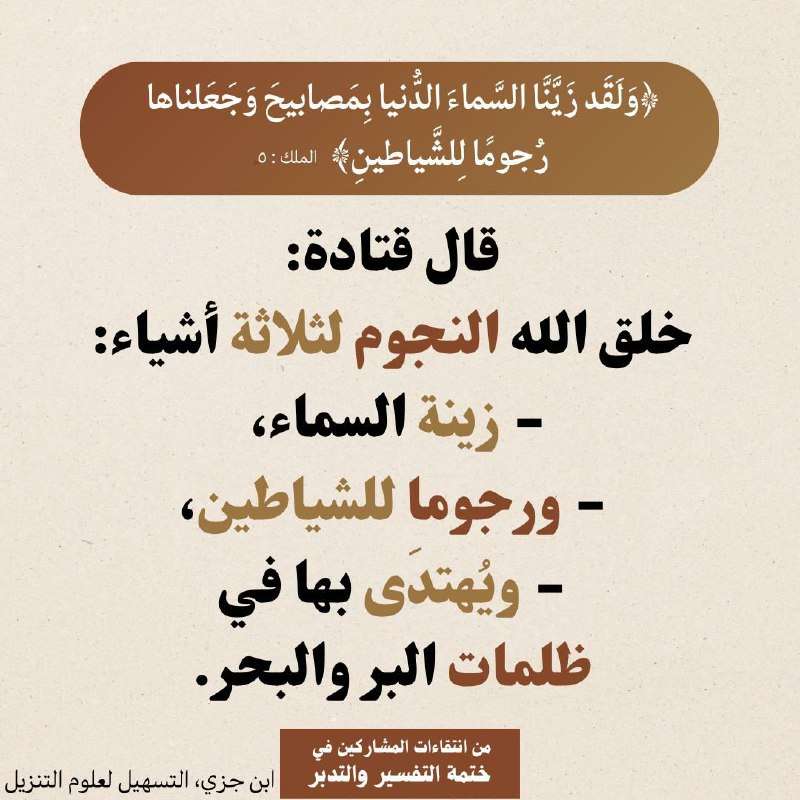 ﴿وَلَقَد زَيَّنَّا السَّماءَ الدُّنيا بِمَصابيحَ وَجَعَلناها
رُجومًا لِلشَّياطينِ﴾ الملك : ٥
قال قتادة:
خلق الله النجوم لثلاثة أشياء:
- زينة السماء،
- ورجوما للشياطين،
- ويُهتدَى بها في
ظلمات البر والبحر.
من انتقاءات المشاركين في
ختمة التفسير والتدبر
ابن جزي، التسهيل لعلوم التنزيل